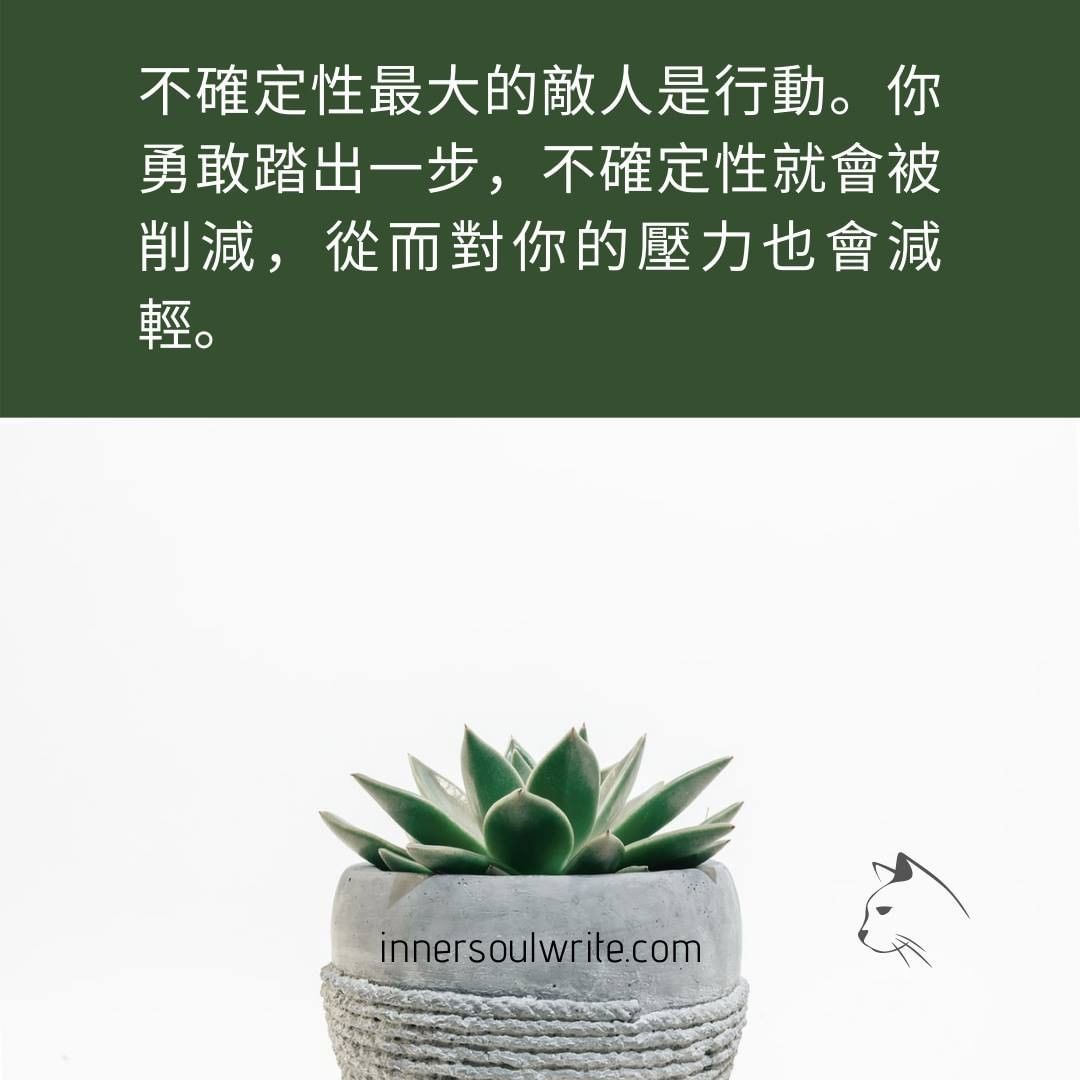 不確定性最大的敵人是行動。你
勇敢踏出一步，不確定性就會被
削減，從而對你的壓力也會減
輕。
innersoulwrite.com